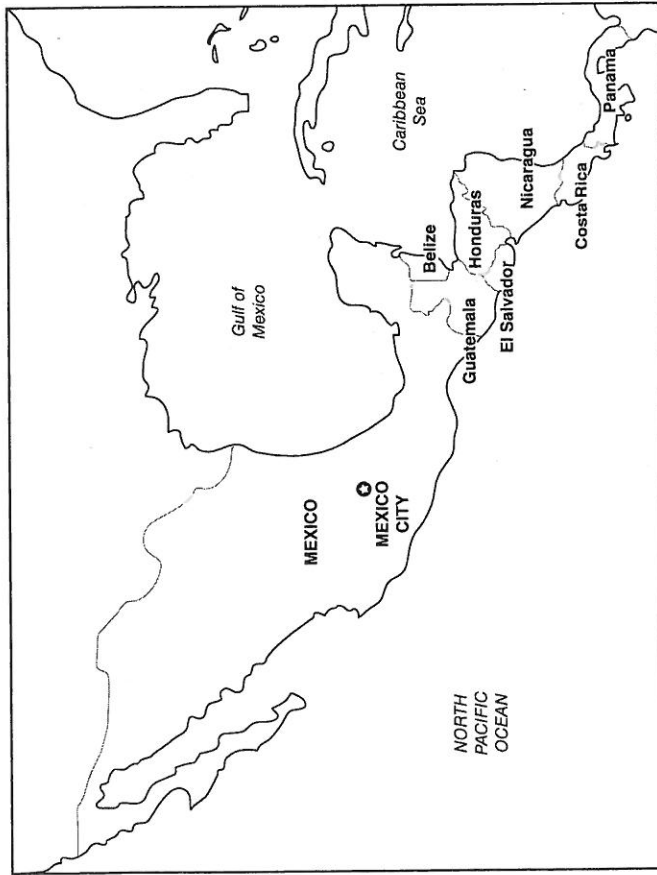 Gulf of
Mexico
Caribbean
Sea
MEXICO
MEXICO
CITY
Belize
Guatemala
Honduras
El Salvador
Nicaragua
Costa Rica
Panama
NORTH
PACIFIC
OCEAN